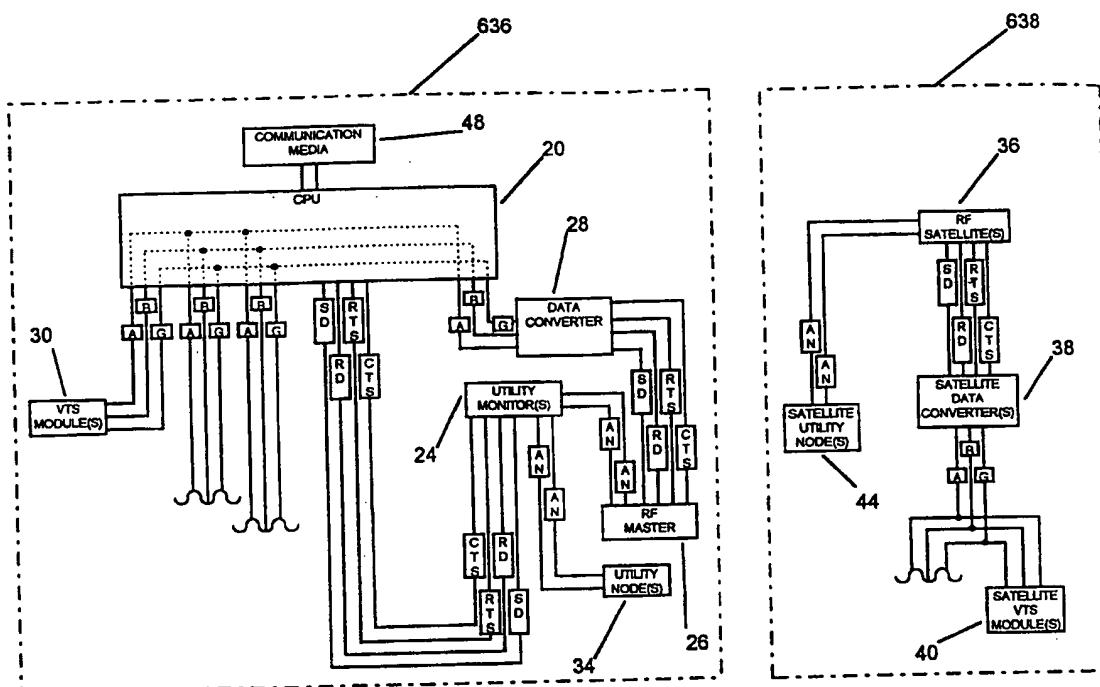 636
638
COMMUNICATION
MEDIA
48
20
CPU
36
RF
SATELLITE(S)
28
DATA
CONVERTER
B
B
B
A
G
A
G
A
G
SD
RD
RTS
CTS
A
B
G
SD
RD
RTS
CTS
AN
AN
SD
RD
RTS
CTS
30
VTS
MODULE(S)
UTILITY
MONITOR(S)
24
AN
AN
AN
AN
RF
MASTER
SATELLITE
UTILITY
NODE(S)
44
SATELLITE
DATA
CONVERTER(S)
38
A
B
G
CTS
RTS
RD
SD
UTILITY
NODE(S)
34
26
SATELLITE
VTS
MODULE(S)
40